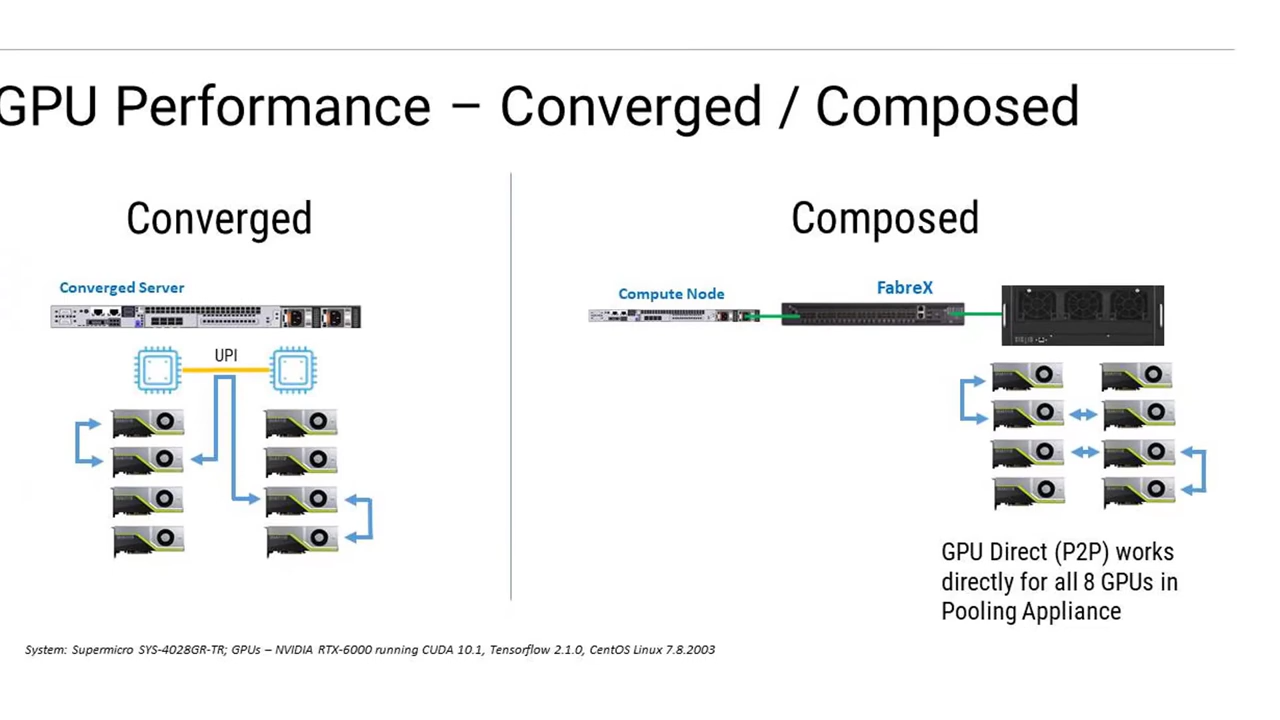 GPU Performance – Converged / Composed
Converged
Converged Server
UPI
Composed
Compute Node
FabreX
GPU Direct (P2P) works
directly for all 8 GPUs in
Pooling Appliance
System: Supermicro SYS-4028GR-TR; GPUs – NVIDIA RTX-6000 running CUDA 10.1, Tensorflow 2.1.0, CentOS Linux 7.8.2003